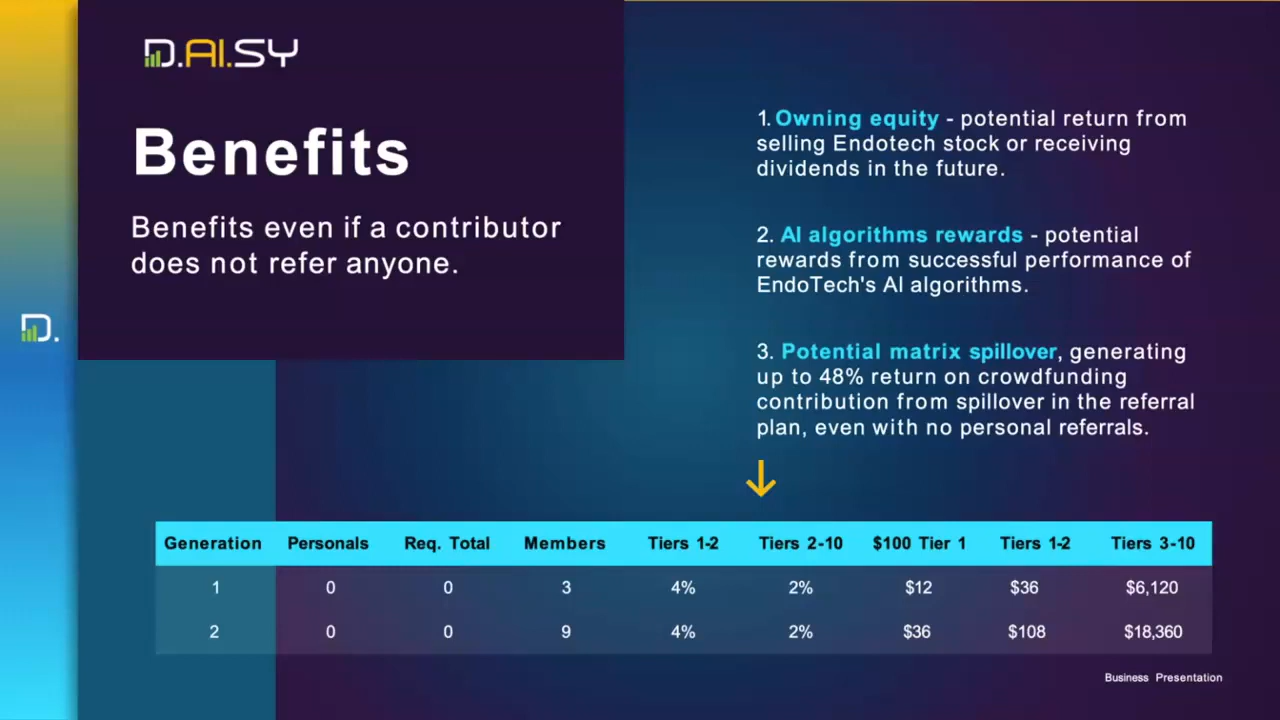 D.AI.SY
Benefits
Benefits even if a contributor
does not refer anyone.
D.
1. Owning equity - potential return from
selling Endotech stock or receiving
dividends in the future.
2. AI algorithms rewards - potential
rewards from successful performance of
EndoTech's AI algorithms.
3. Potential matrix spillover, generating
up to 48% return on crowdfunding
contribution from spillover in the referral
plan, even with no personal referrals.
Generation Personals Req. Total Members Tiers 1-2 Tiers 2-10 $100 Tier 1 Tiers 1-2 Tiers 3-10
1 0 0 3 4% 2% $12 $36 $6,120
2 0 0 9 4% 2% $36 $108 $18,360
Business Presentation